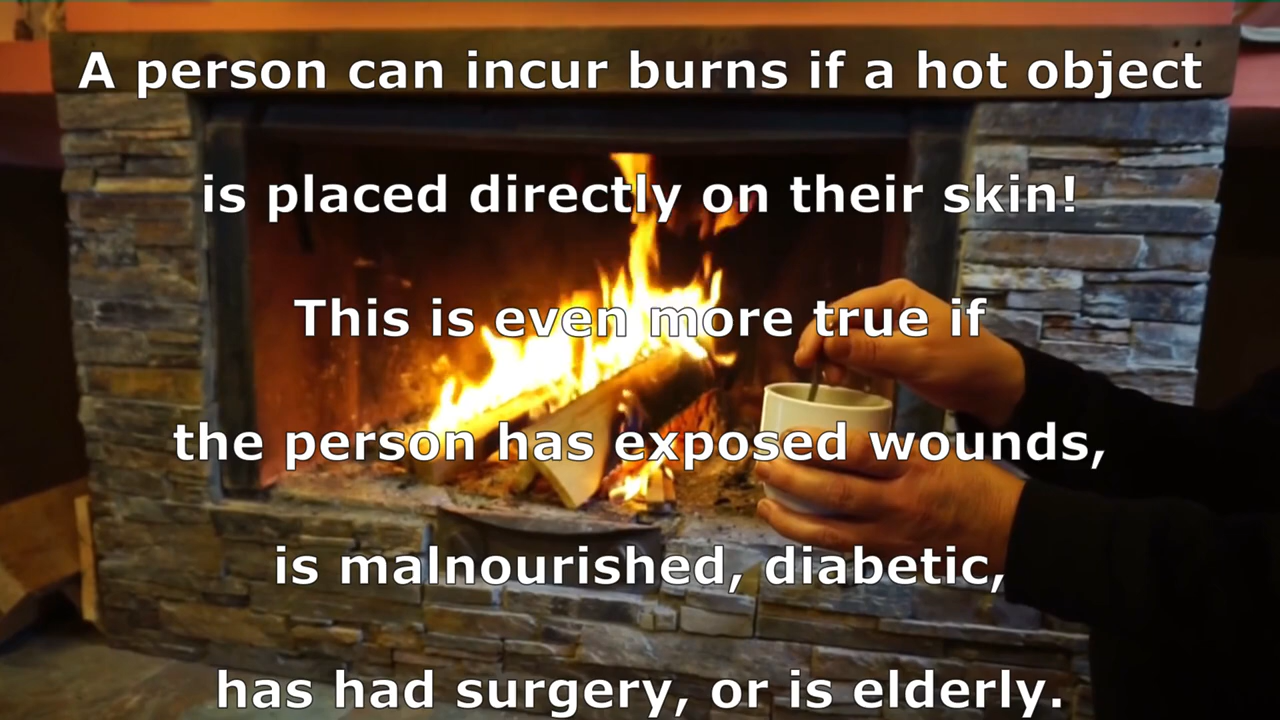 A person can incur burns if a hot object
is placed directly on their skin!
This is even more true if
the person has exposed wounds,
is malnourished, diabetic,
has had surgery, or is elderly.